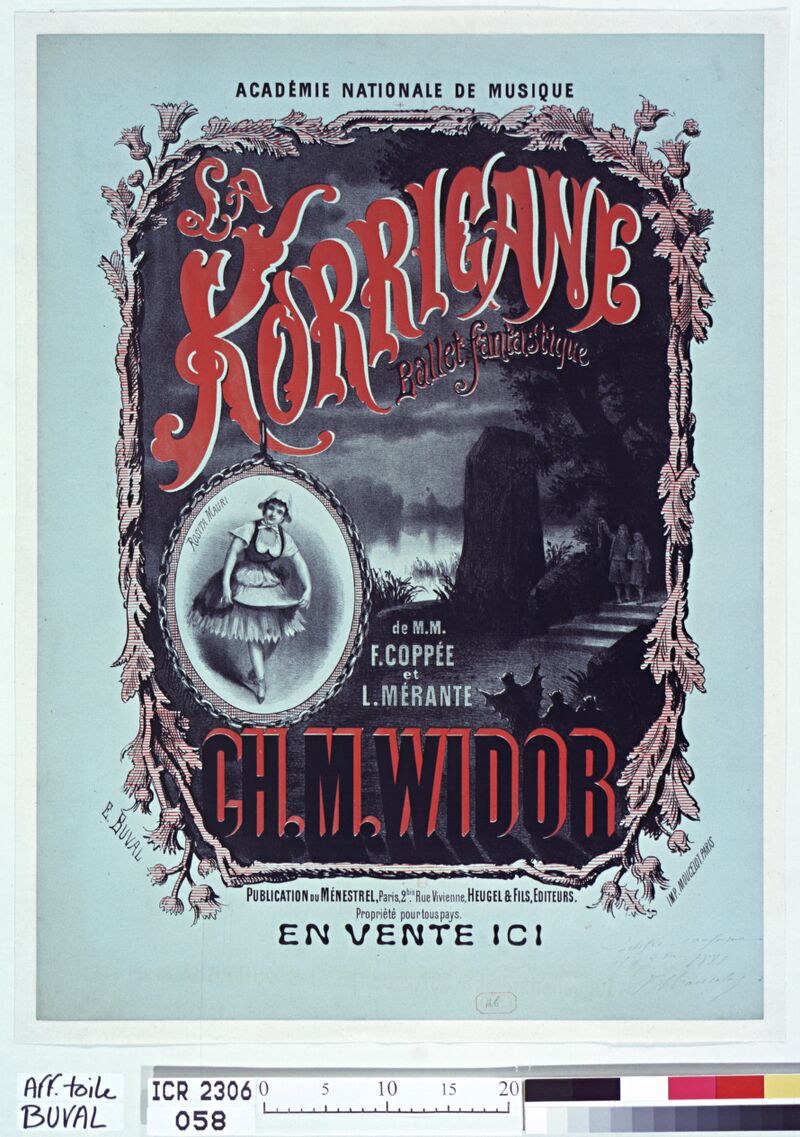 ACADÉMIE NATIONALE DE MUSIQUE
LA
KORRIGANE
Ballet fantastique
ROSITA MAURI
de M.M.
F. COPPÉE
et
L. MÉRANTE
CH. M. WIDOR
E. BUVAL
IMP. MOUCELOT. PARIS
PUBLICATION DU MÉNESTREL, Paris, 2bis Rue Vivienne, HEUGEL & FILS, EDITEURS.
Propriété pour tous pays.
EN VENTE ICI
Aff. toile
BUVAL
ICR 2306
058
0 5 10 15 20